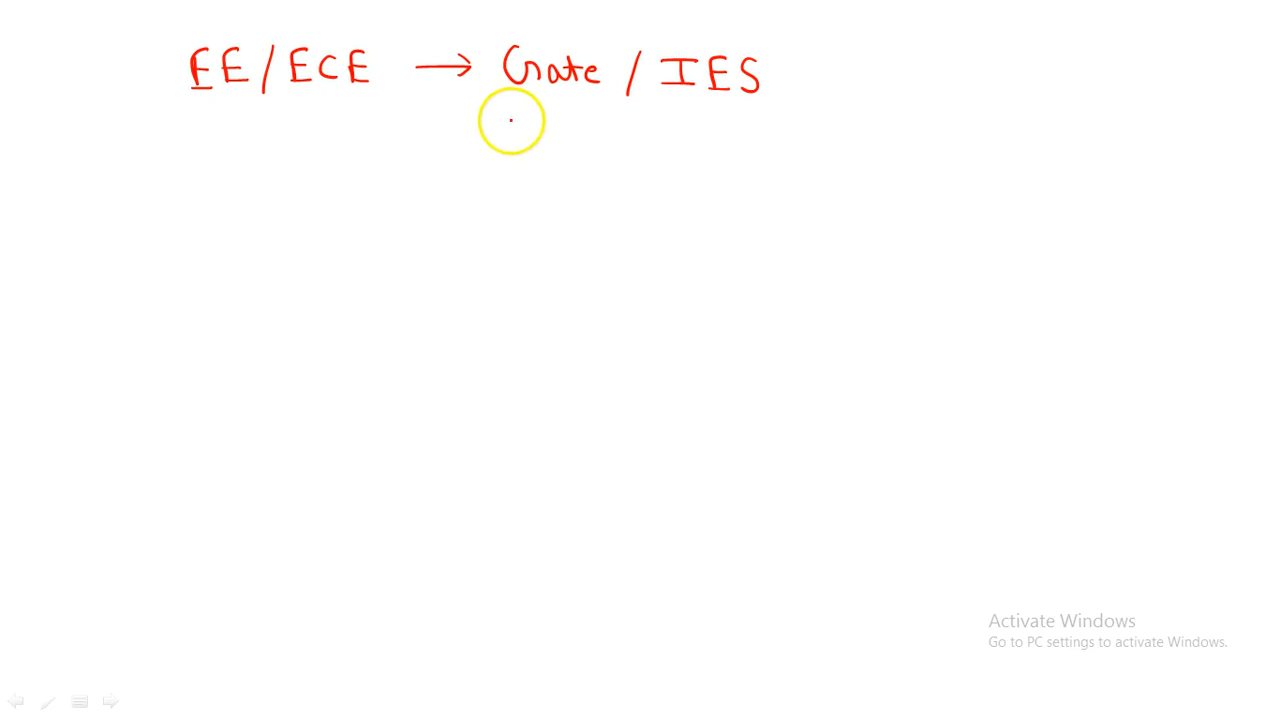 EE/ECE → Gate / IES
Activate Windows
Go to PC settings to activate Windows.